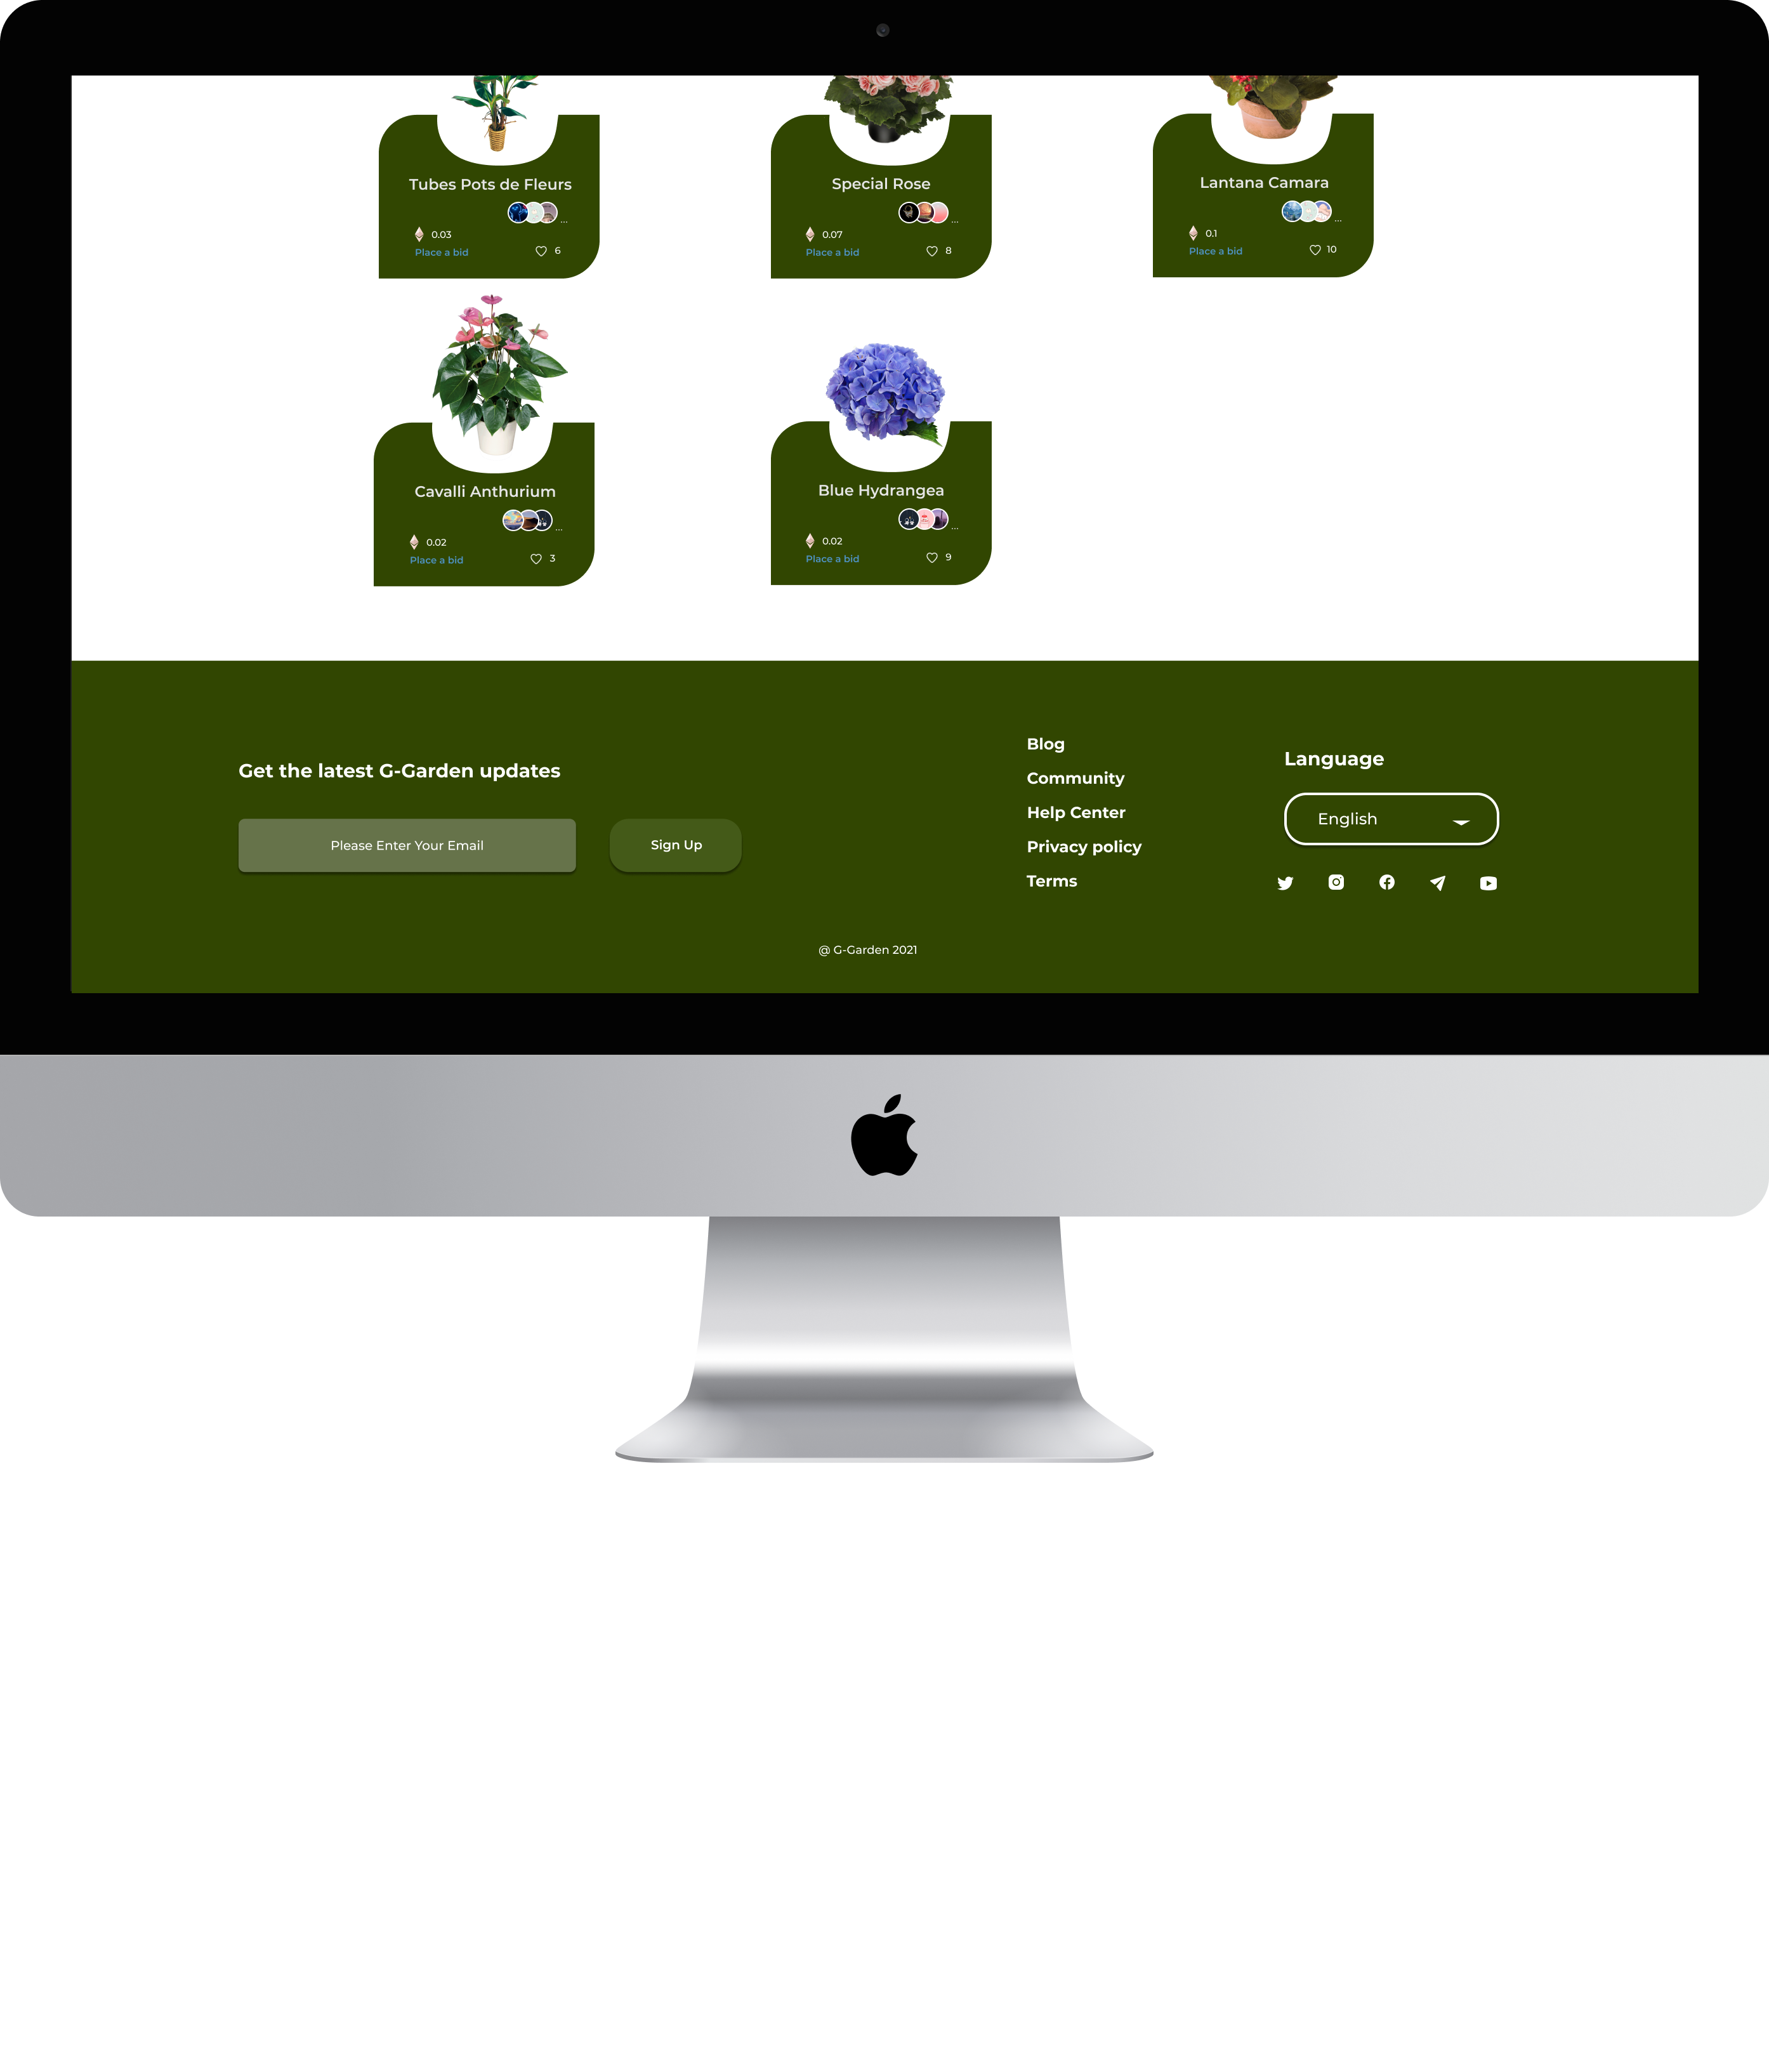 Tubes Pots de Fleurs
...
0.03
Place a bid
6
Special Rose
...
0.07
Place a bid
8
Lantana Camara
...
0.1
Place a bid
10
Cavalli Anthurium
...
0.02
Place a bid
3
Blue Hydrangea
...
0.02
Place a bid
9
Get the latest G-Garden updates
Please Enter Your Email
Sign Up
Blog
Community
Help Center
Privacy policy
Terms
Language
English
@ G-Garden 2021